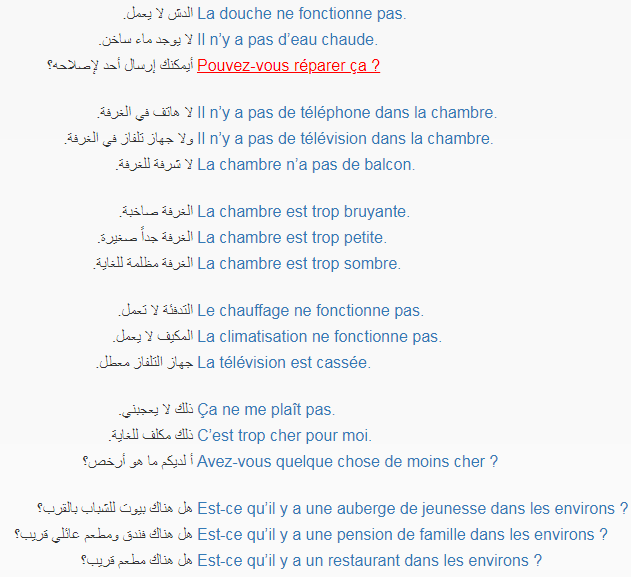 الدش لا يعمل. La douche ne fonctionne pas.
لا يوجد ماء ساخن. Il n’y a pas d’eau chaude.
أيمكنك إرسال أحد لإصلاحه؟ Pouvez-vous réparer ça ?
لا هاتف في الغرفة. Il n’y a pas de téléphone dans la chambre.
ولا جهاز تلفاز في الغرفة. Il n’y a pas de télévision dans la chambre.
لا شرفة للغرفة. La chambre n’a pas de balcon.
الغرفة صاخبة. La chambre est trop bruyante.
الغرفة جداً صغيرة. La chambre est trop petite.
الغرفة مظلمة للغاية. La chambre est trop sombre.
التدفئة لا تعمل. Le chauffage ne fonctionne pas.
المكيف لا يعمل. La climatisation ne fonctionne pas.
جهاز التلفاز معطل. La télévision est cassée.
ذلك لا يعجبني. Ça ne me plaît pas.
ذلك مكلف للغاية. C’est trop cher pour moi.
أ لديكم ما هو أرخص؟ Avez-vous quelque chose de moins cher ?
هل هناك بيوت للشباب بالقرب؟ Est-ce qu’il y a une auberge de jeunesse dans les environs ?
هل هناك فندق ومطعم عائلي قريب؟ Est-ce qu’il y a une pension de famille dans les environs ?
هل هناك مطعم قريب؟ Est-ce qu’il y a un restaurant dans les environs ?